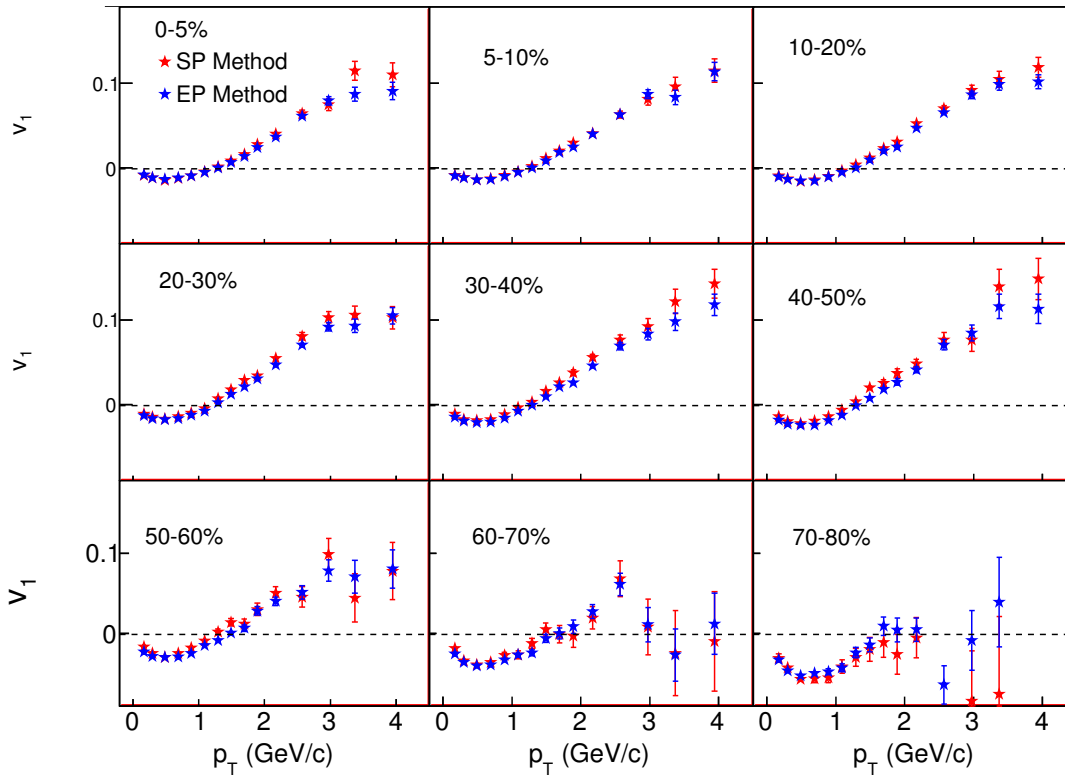 0-5%
SP Method
EP Method
5-10%
10-20%
0.1
v1
0
20-30%
30-40%
40-50%
0.1
v1
0
50-60%
60-70%
70-80%
0.1
v1
0
0 1 2 3 4 0 1 2 3 4 0 1 2 3 4
pT (GeV/c) pT (GeV/c) pT (GeV/c)